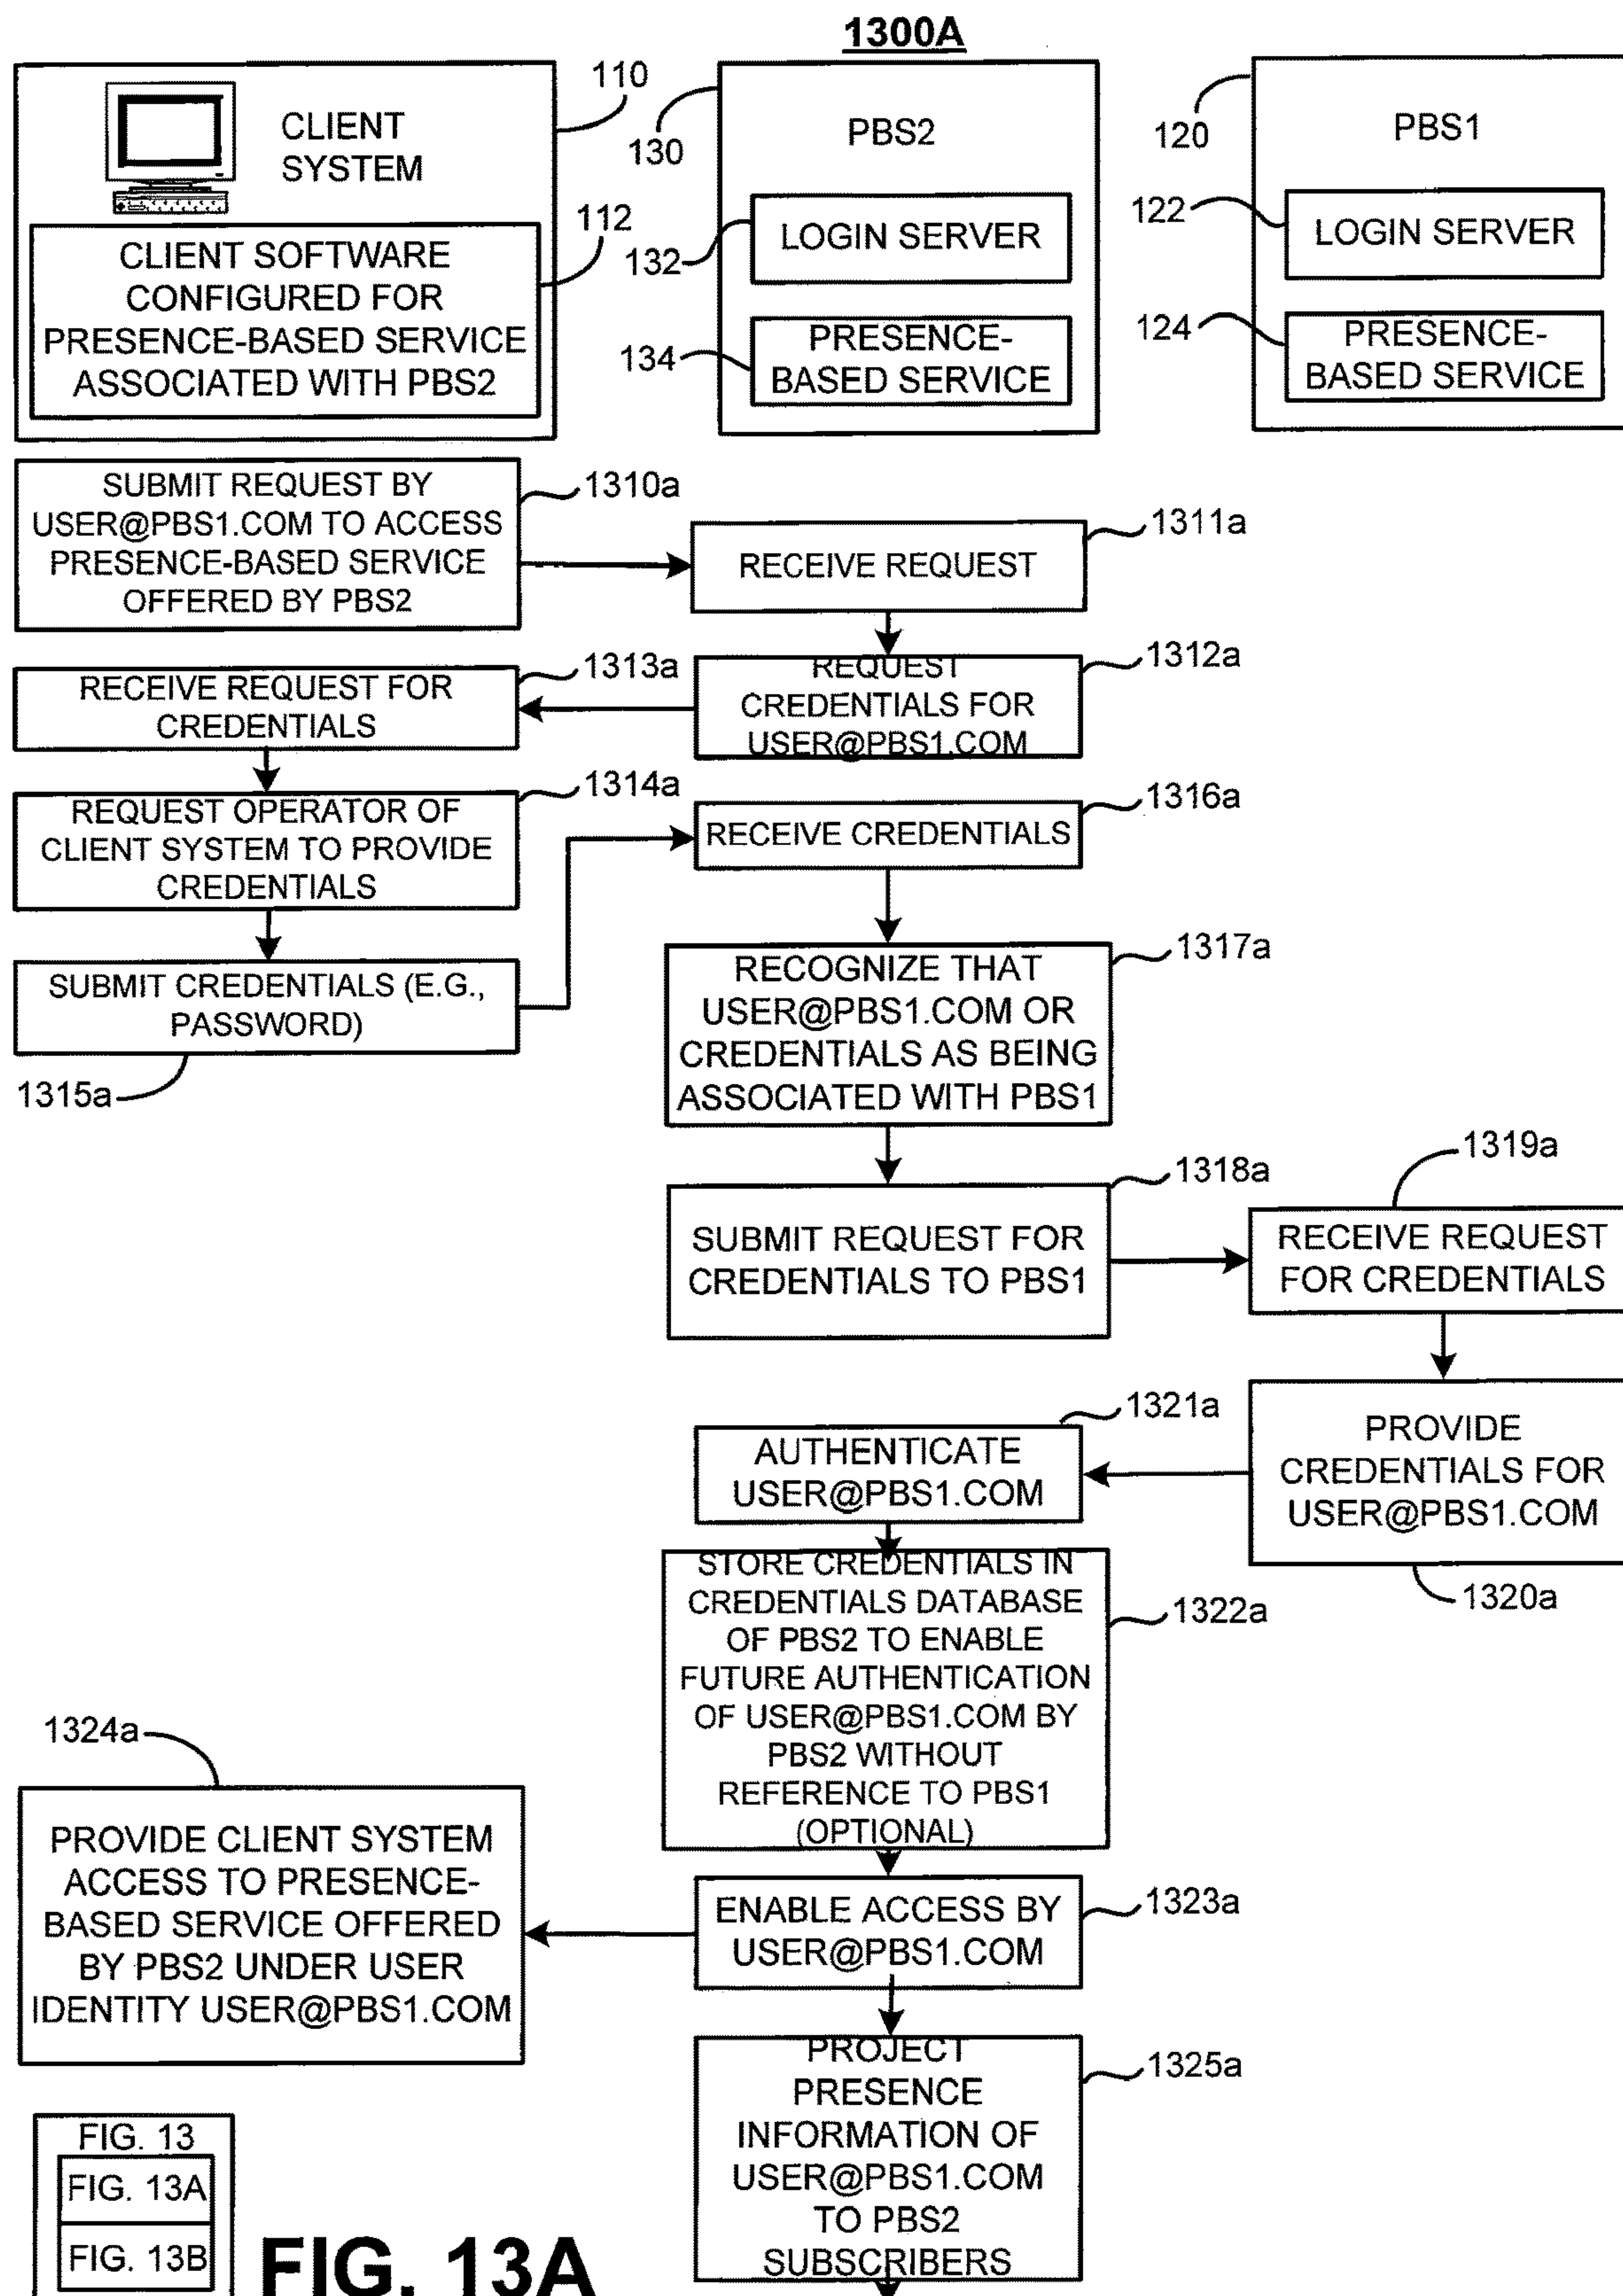 1300A
CLIENT
SYSTEM
110
CLIENT SOFTWARE
CONFIGURED FOR
PRESENCE-BASED SERVICE
ASSOCIATED WITH PBS2
112
130
PBS2
132
LOGIN SERVER
134
PRESENCE-
BASED SERVICE
120
PBS1
122
LOGIN SERVER
124
PRESENCE-
BASED SERVICE
SUBMIT REQUEST BY
USER@PBS1.COM TO ACCESS
PRESENCE-BASED SERVICE
OFFERED BY PBS2
1310a
RECEIVE REQUEST
1311a
REQUEST
CREDENTIALS FOR
USER@PBS1.COM
1312a
RECEIVE REQUEST FOR
CREDENTIALS
1313a
REQUEST OPERATOR OF
CLIENT SYSTEM TO PROVIDE
CREDENTIALS
1314a
SUBMIT CREDENTIALS (E.G.,
PASSWORD)
1315a
RECEIVE CREDENTIALS
1316a
RECOGNIZE THAT
USER@PBS1.COM OR
CREDENTIALS AS BEING
ASSOCIATED WITH PBS1
1317a
SUBMIT REQUEST FOR
CREDENTIALS TO PBS1
1318a
RECEIVE REQUEST
FOR CREDENTIALS
1319a
PROVIDE
CREDENTIALS FOR
USER@PBS1.COM
1320a
AUTHENTICATE
USER@PBS1.COM
1321a
STORE CREDENTIALS IN
CREDENTIALS DATABASE
OF PBS2 TO ENABLE
FUTURE AUTHENTICATION
OF USER@PBS1.COM BY
PBS2 WITHOUT
REFERENCE TO PBS1
(OPTIONAL)
1322a
ENABLE ACCESS BY
USER@PBS1.COM
1323a
1324a
PROVIDE CLIENT SYSTEM
ACCESS TO PRESENCE-
BASED SERVICE OFFERED
BY PBS2 UNDER USER
IDENTITY USER@PBS1.COM
PROJECT
PRESENCE
INFORMATION OF
USER@PBS1.COM
TO PBS2
SUBSCRIBERS
1325a
FIG. 13
FIG. 13A
FIG. 13B
FIG. 13A